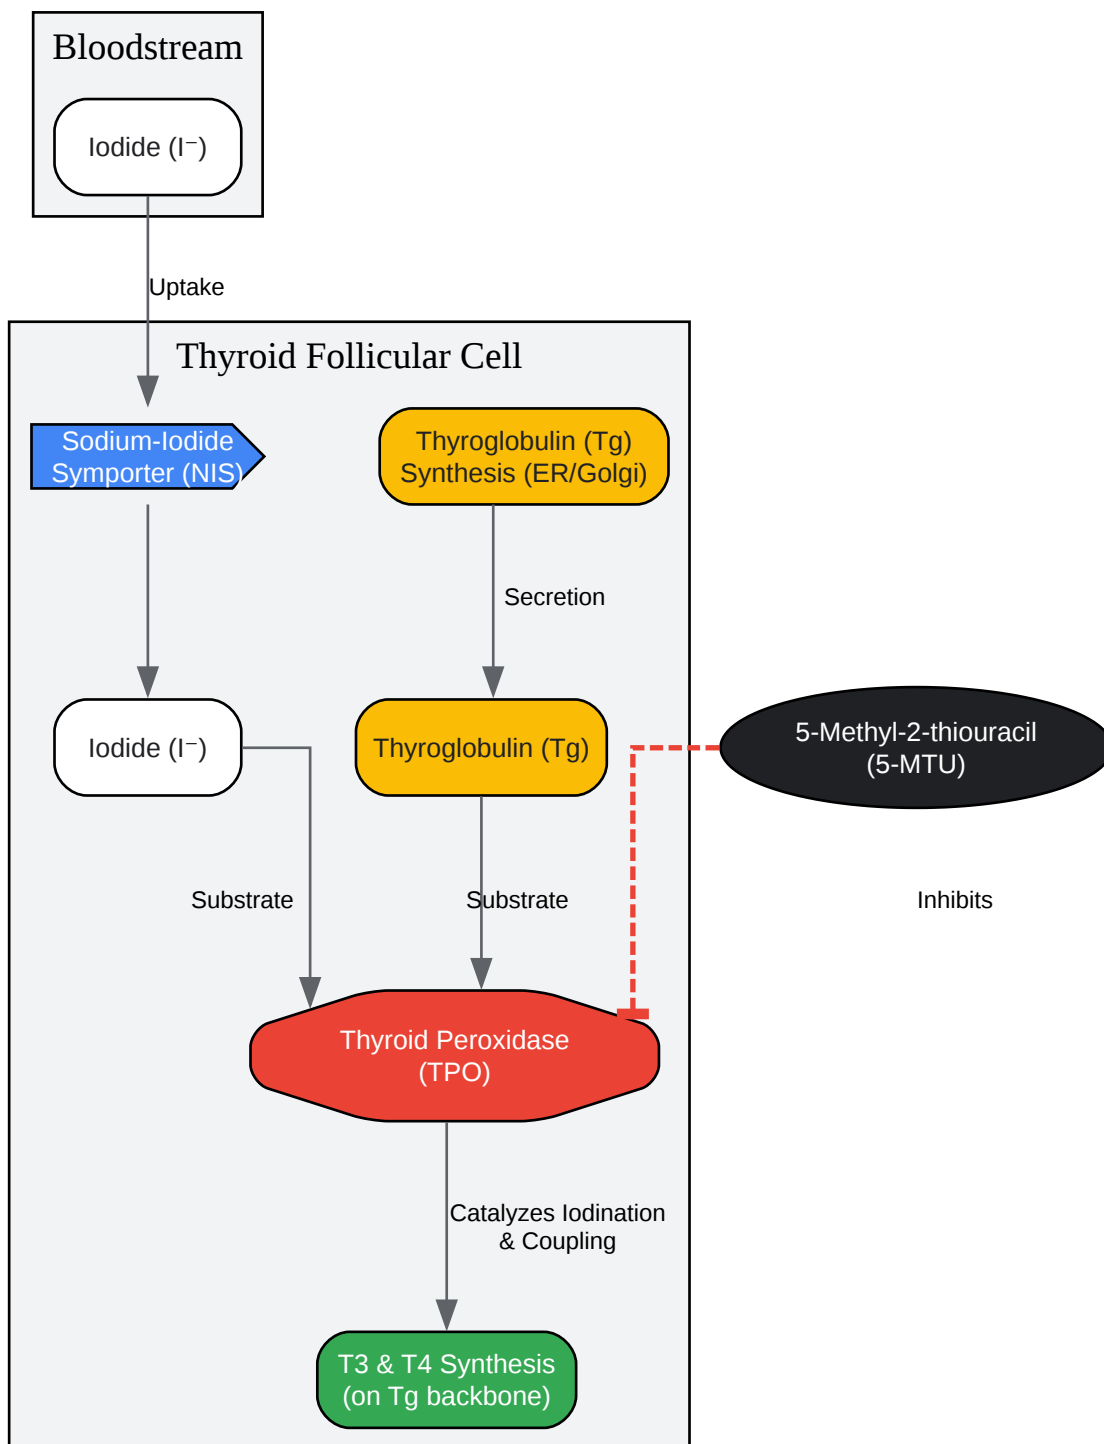 Bloodstream
Iodide (I⁻)
Uptake
Thyroid Follicular Cell
Sodium-Iodide
Symporter (NIS)
Thyroglobulin (Tg)
Synthesis (ER/Golgi)
Secretion
Iodide (I⁻)
Thyroglobulin (Tg)
5-Methyl-2-thiouracil
(5-MTU)
Substrate
Substrate
Inhibits
Thyroid Peroxidase
(TPO)
Catalyzes Iodination
& Coupling
T3 & T4 Synthesis
(on Tg backbone)